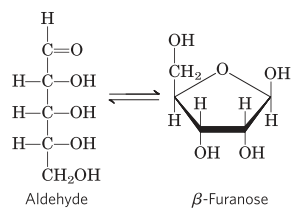 H
C=O
H–C–OH
H–C–OH
H–C–OH
CH₂OH
Aldehyde
OH
CH₂ O OH
H H
H H
OH OH
β-Furanose